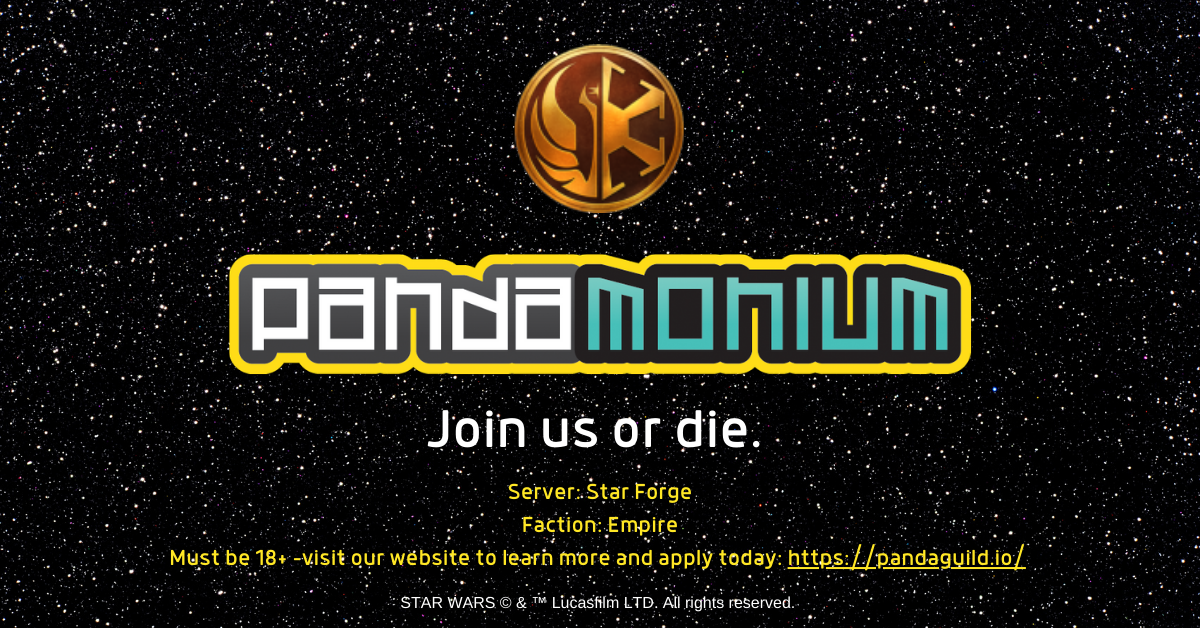 PANDAMONIUM
Join us or die.
Server: Star Forge
Faction: Empire
Must be 18+ -visit our website to learn more and apply today: https://pandaguild.io/
STAR WARS © & ™ Lucasfilm LTD. All rights reserved.